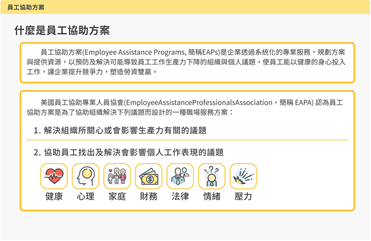 員工協助方案
什麼是員工協助方案
員工協助方案(Employee Assistance Programs, 簡稱EAPs)是企業透過系統化的專業服務，規劃方案
與提供資源，以預防及解決可能導致員工工作生產力下降的組織與個人議題，使員工能以健康的身心投入
工作，讓企業提升競爭力，塑造勞資雙贏。
美國員工協助專業人員協會(EmployeeAssistanceProfessionalsAssociation，簡稱 EAPA) 認為員工
協助方案是為了協助組織解決下列議題而設計的一種職場服務方案：
1. 解決組織所關心或會影響生產力有關的議題
2. 協助員工找出及解決會影響個人工作表現的議題
健康 心理 家庭 財務 法律 情緒 壓力